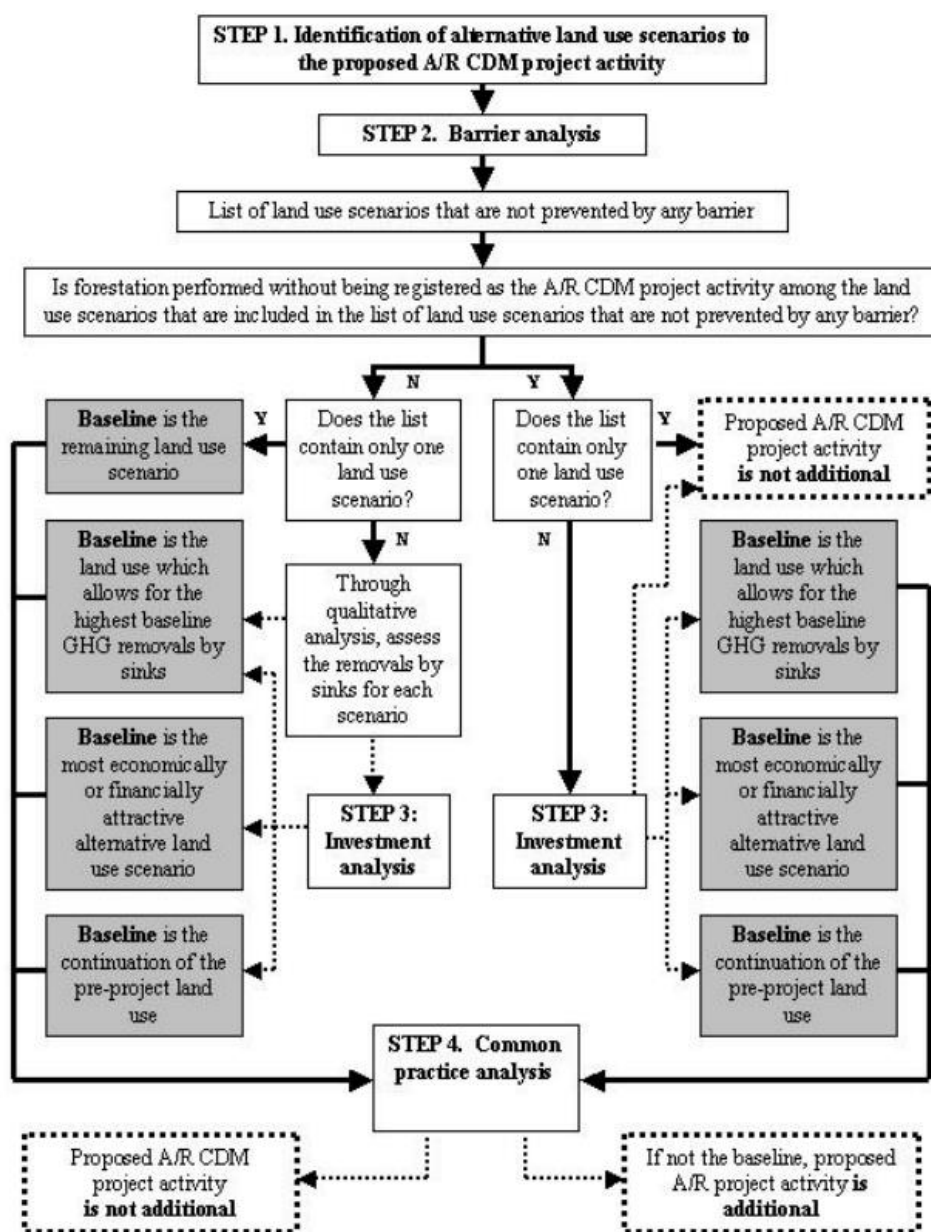 STEP 1. Identification of alternative land use scenarios to
the proposed A/R CDM project activity
STEP 2. Barrier analysis
List of land use scenarios that are not prevented by any barrier
Is forestation performed without being registered as the A/R CDM project activity among the land
use scenarios that are included in the list of land use scenarios that are not prevented by any barrier?
N
Y
Baseline is the
remaining land use
scenario
Y
Does the list
contain only one
land use
scenario?
Does the list
contain only
one land use
scenario?
Y
Proposed A/R CDM
project activity
is not additional
N
N
Baseline is the
land use which
allows for the
highest baseline
GHG removals by
sinks
Through
qualitative
analysis, assess
the removals by
sinks for each
scenario
Baseline is the
land use which
allows for the
highest baseline
GHG removals by
sinks
Baseline is the
most economically
or financially
attractive
alternative land
use scenario
STEP 3:
Investment
analysis
STEP 3:
Investment
analysis
Baseline is the
most economically
or financially
attractive
alternative land
use scenario
Baseline is the
continuation of the
pre-project land
use
Baseline is the
continuation of the
pre-project land
use
STEP 4. Common
practice analysis
Proposed A/R CDM
project activity
is not additional
If not the baseline, proposed
A/R project activity is
additional